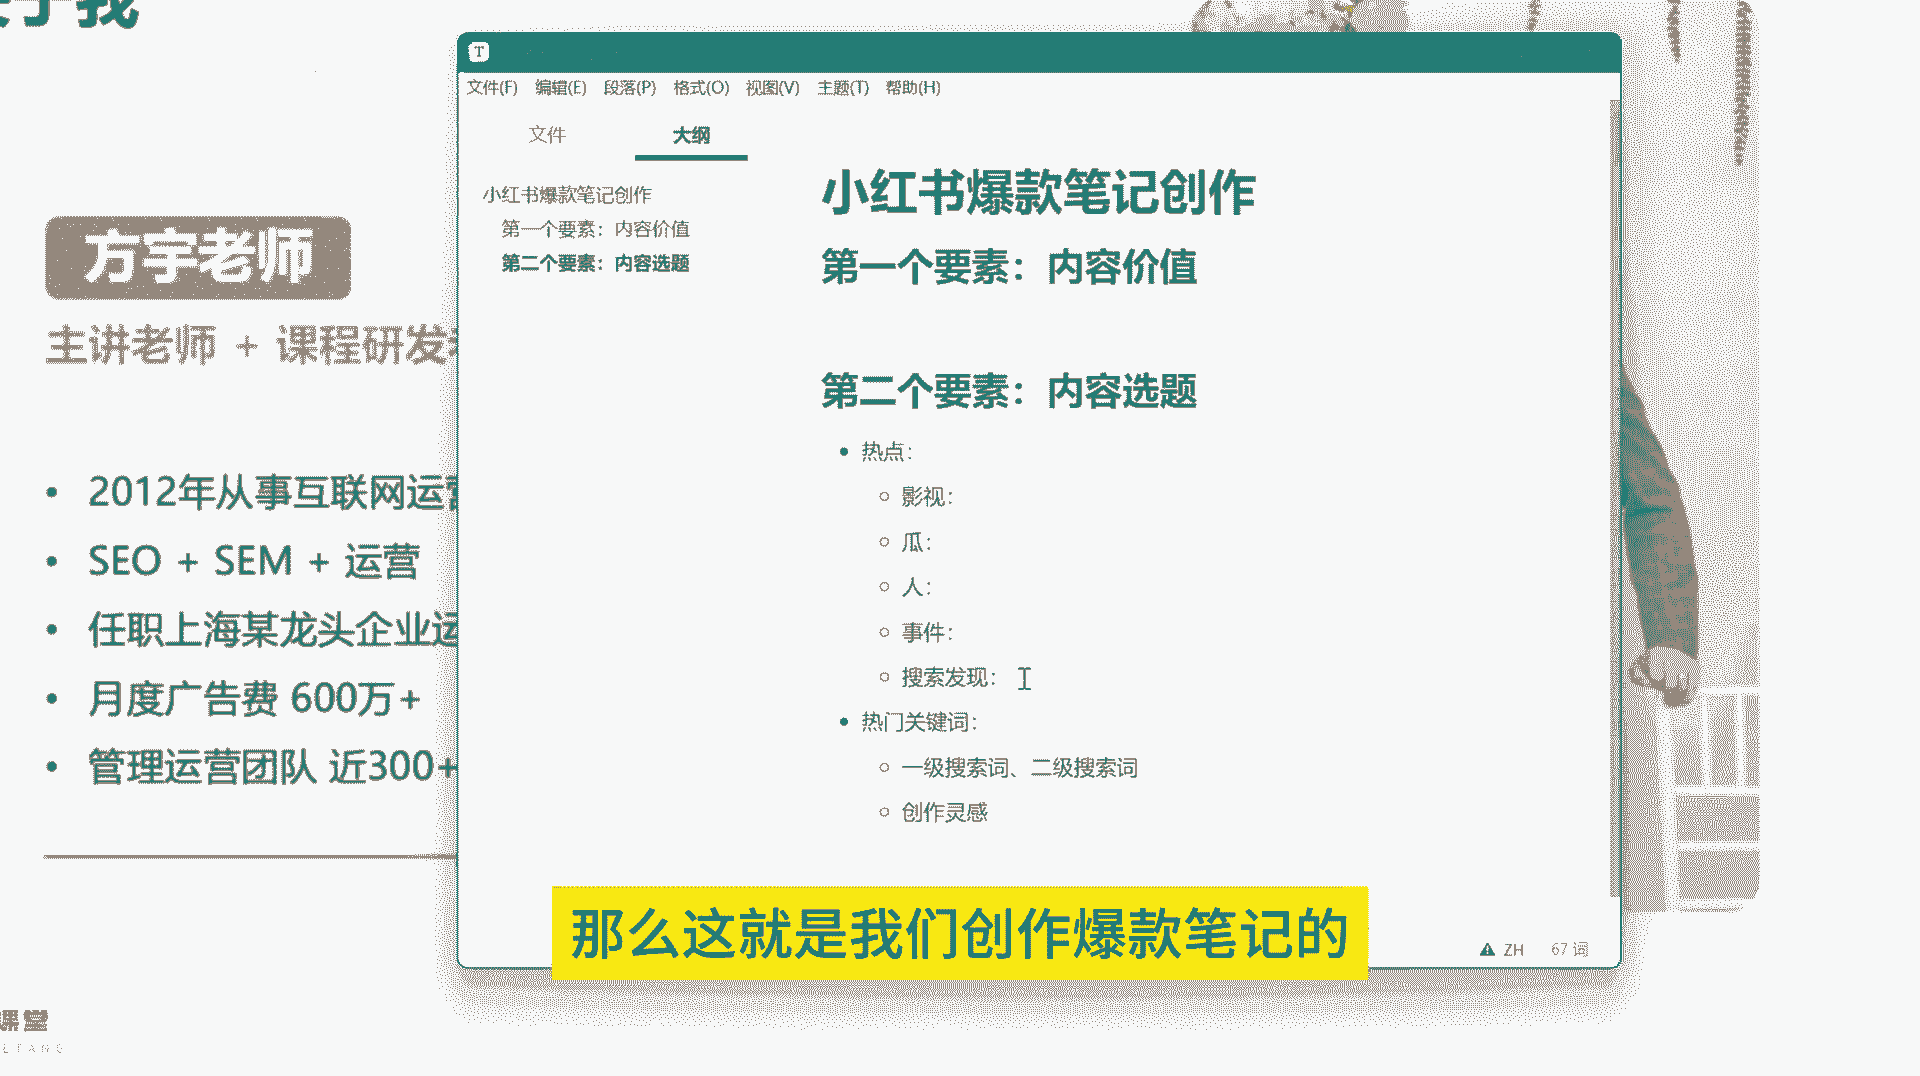 于我
方宇老师
主讲老师 + 课程研发
2012年从事互联网运营
SEO + SEM + 运营
任职上海某龙头企业运
月度广告费 600万+
管理运营团队 近300+
课堂
T
文件(F) 编辑(E) 段落(P) 格式(O) 视图(V) 主题(T) 帮助(H)
文件 大纲
小红书爆款笔记创作
第一个要素：内容价值
第二个要素：内容选题
小红书爆款笔记创作
第一个要素：内容价值
第二个要素：内容选题
热点：
影视：
瓜：
人：
事件：
搜索发现：
热门关键词：
一级搜索词、二级搜索词
创作灵感
ZH 67 词
那么这就是我们创作爆款笔记的